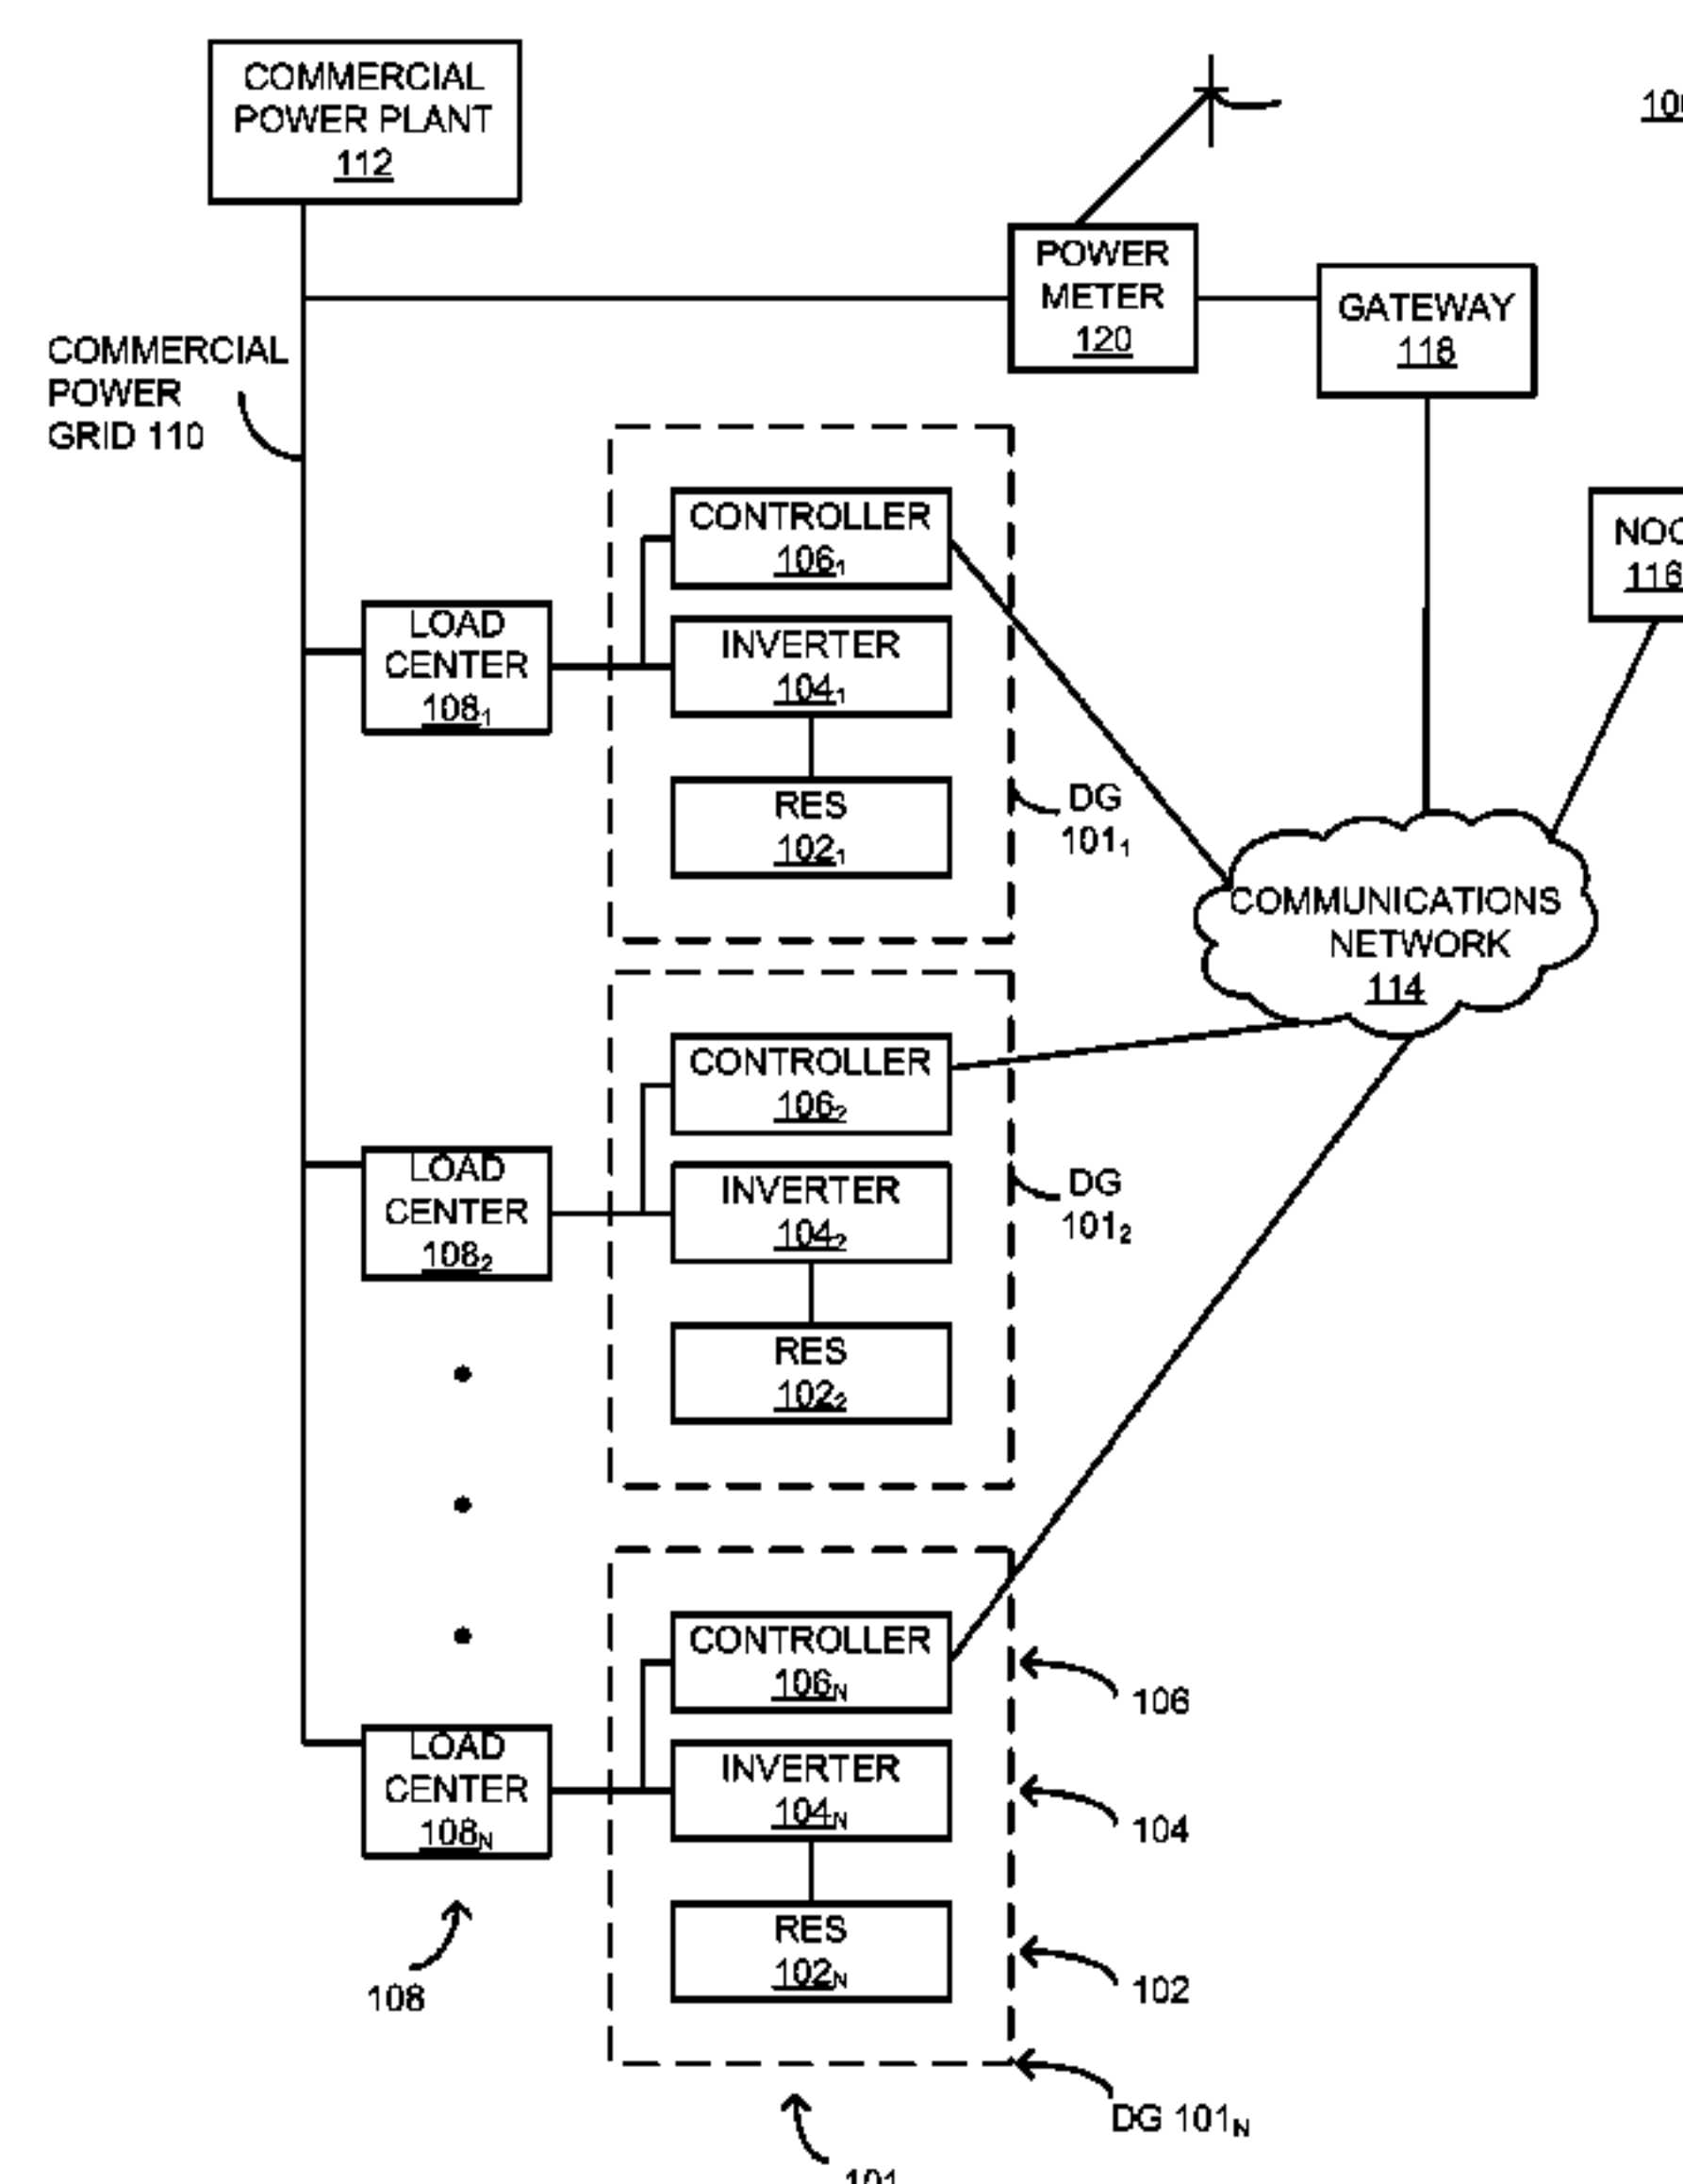 COMMERCIAL
POWER PLANT
112
POWER
METER
120
GATEWAY
118
COMMERCIAL
POWER
GRID 110
CONTROLLER
106₁
INVERTER
104₁
RES
102₁
LOAD
CENTER
108₁
DG
101₁
116
COMMUNICATIONS
NETWORK
114
CONTROLLER
106₂
INVERTER
104₂
RES
102₂
LOAD
CENTER
108₂
DG
101₂
CONTROLLER
106N
INVERTER
104N
RES
102N
LOAD
CENTER
108N
106
104
102
108
DG 101N
101